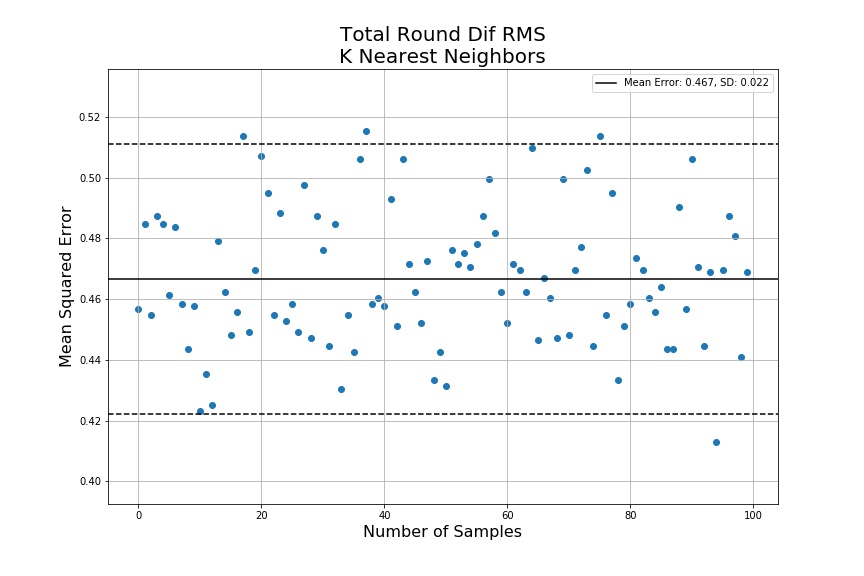 Total Round Dif RMS
K Nearest Neighbors
Mean Error: 0.467, SD: 0.022
Mean Squared Error
0.52
0.50
0.48
0.46
0.44
0.42
0.40
0 20 40 60 80 100
Number of Samples